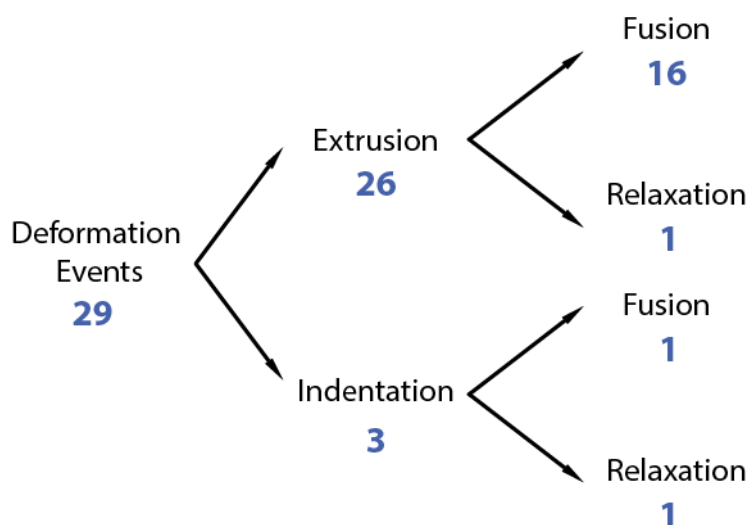 Fusion
16
Extrusion
26
Relaxation
1
Deformation
Events
29
Fusion
1
Indentation
3
Relaxation
1